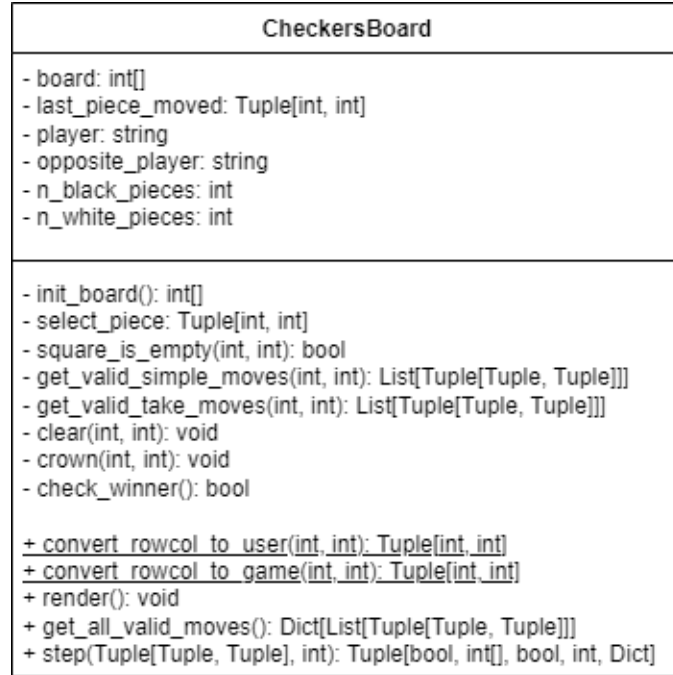 CheckersBoard
- board: int[]
- last_piece_moved: Tuple[int, int]
- player: string
- opposite_player: string
- n_black_pieces: int
- n_white_pieces: int
- init_board(): int[]
- select_piece: Tuple[int, int]
- square_is_empty(int, int): bool
- get_valid_simple_moves(int, int): List[Tuple[Tuple, Tuple]]]
- get_valid_take_moves(int, int): List[Tuple[Tuple, Tuple]]]
- clear(int, int): void
- crown(int, int): void
- check_winner(): bool
+ convert_rowcol_to_user(int, int): Tuple[int, int]
+ convert_rowcol_to_game(int, int): Tuple[int, int]
+ render(): void
+ get_all_valid_moves(): Dict[List[Tuple[Tuple, Tuple]]]
+ step(Tuple[Tuple, Tuple], int): Tuple[bool, int[], bool, int, Dict]